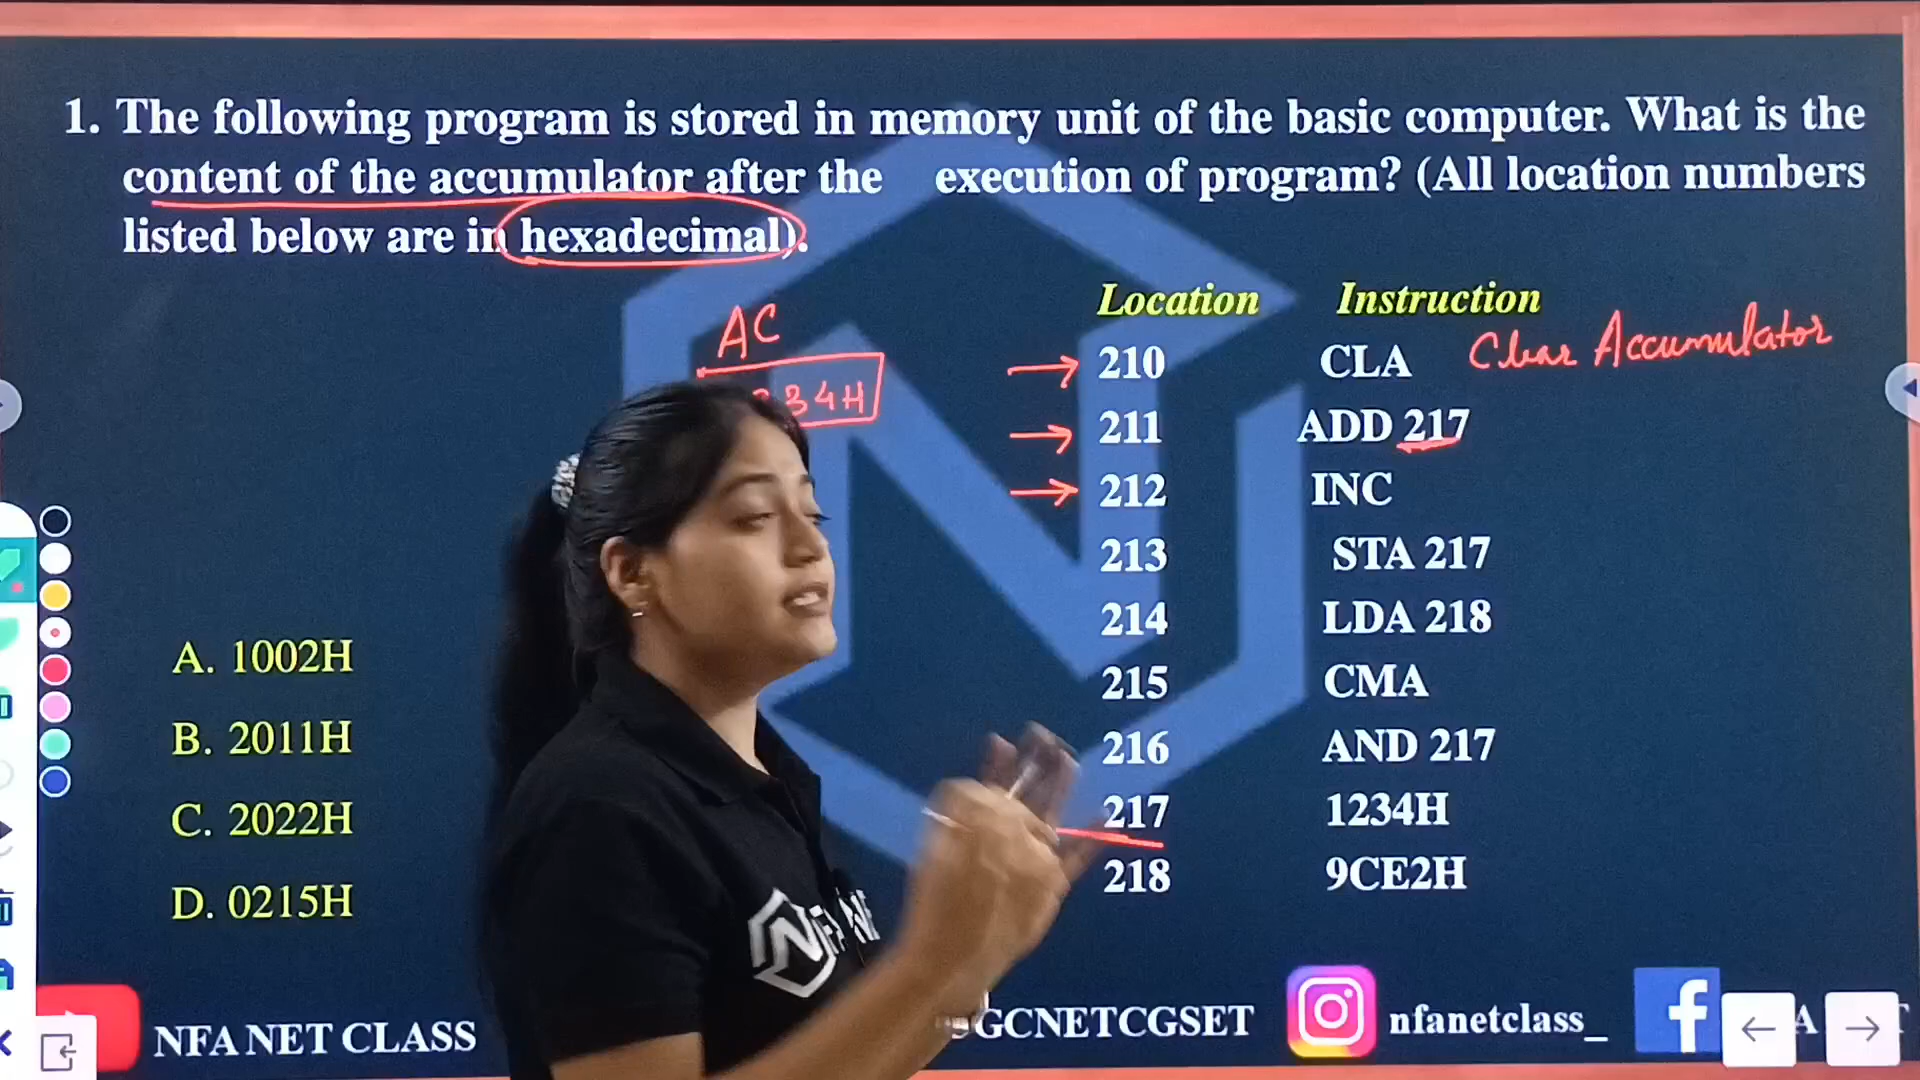 1. The following program is stored in memory unit of the basic computer. What is the
content of the accumulator after the execution of program? (All location numbers
listed below are in hexadecimal).
Location Instruction
AC
210 CLA Clear Accumulator
34H
211 ADD 217
212 INC
213 STA 217
214 LDA 218
A. 1002H
215 CMA
B. 2011H
216 AND 217
C. 2022H
217 1234H
D. 0215H
218 9CE2H
NFA NET CLASS
GCNETCGSET
nfanetclass_